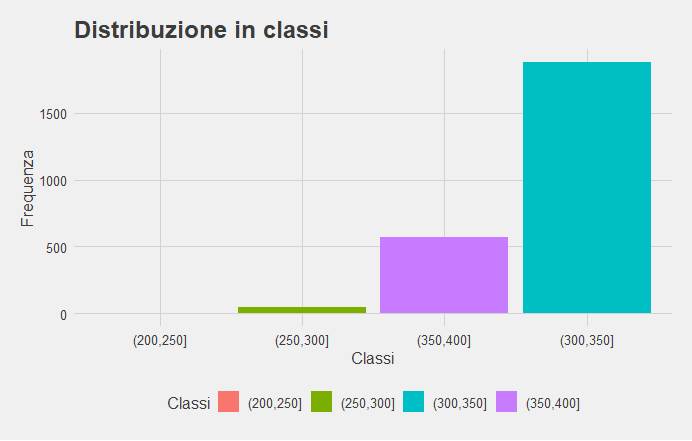 Distribuzione in classi
Frequenza
1500
1000
500
0
(200,250] (250,300] (350,400] (300,350]
Classi
Classi (200,250] (250,300] (300,350] (350,400]